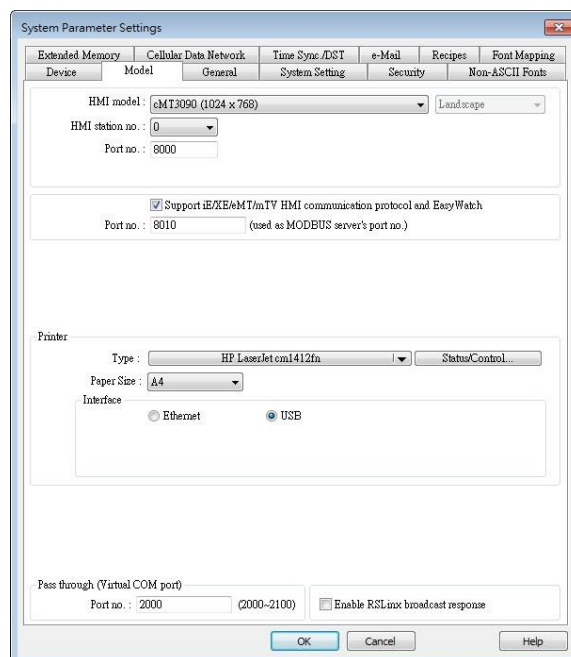 System Parameter Settings
Extended Memory Cellular Data Network Time Sync./DST e-Mail Recipes Font Mapping
Device Model General System Setting Security Non-ASCII Fonts
HMI model : cMT3090 (1024 x 768) Landscape
HMI station no. : 0
Port no. : 8000
Support iE/XE/eMT/mTV HMI communication protocol and EasyWatch
Port no. : 8010 (used as MODBUS server's port no.)
Printer
Type : HP LaserJet cm1412fn Status/Control...
Paper Size : A4
Interface
Ethernet USB
Pass through (Virtual COM port)
Port no. : 2000 (2000~2100) Enable RSLinx broadcast response
OK Cancel Help